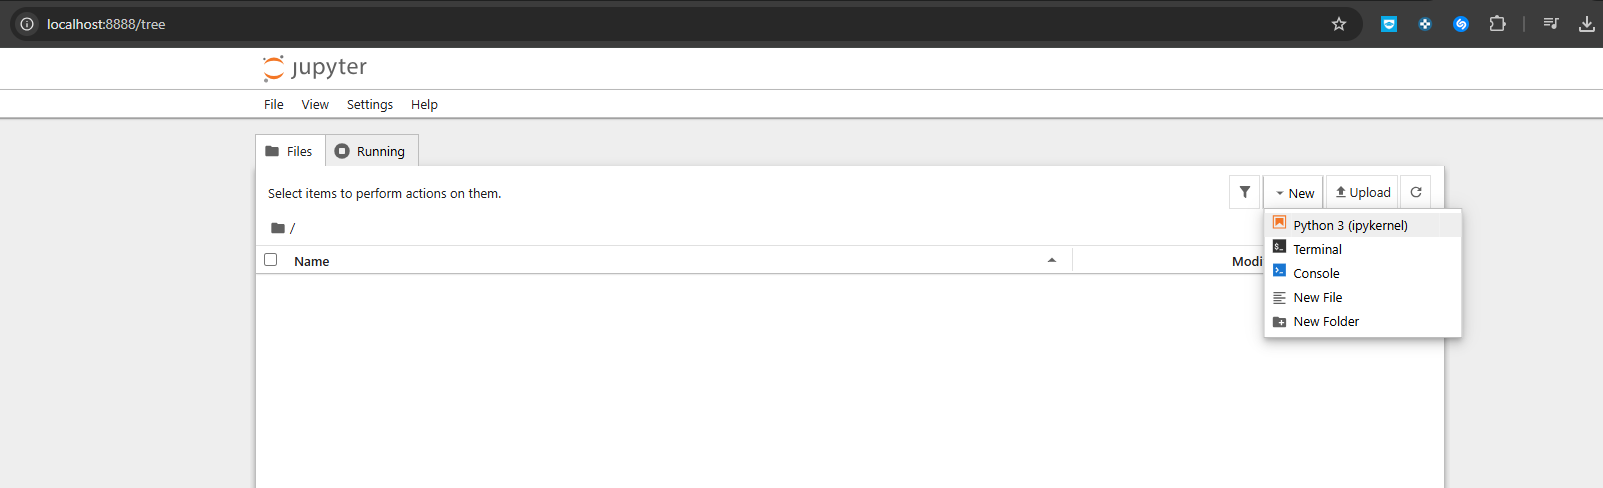 localhost:8888/tree
jupyter
File View Settings Help
Files Running
Select items to perform actions on them.
New Upload
/
Python 3 (ipykernel)
Terminal
Name Modi
Console
New File
New Folder